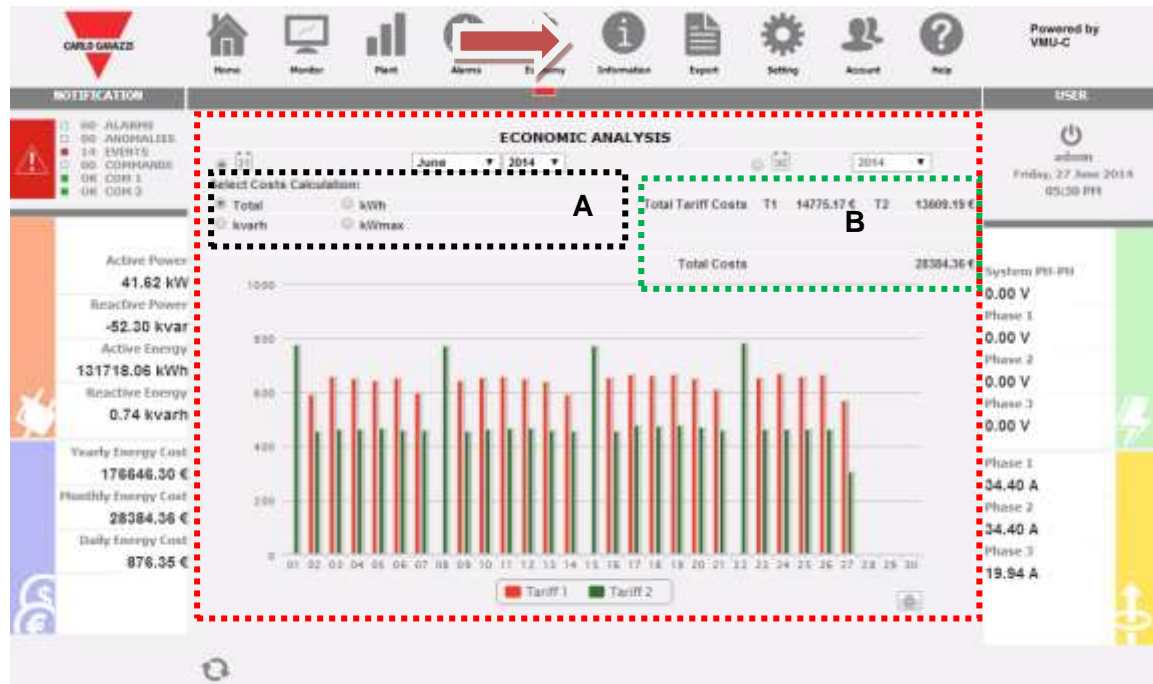 CARLO GAVAZZI
Home Monitor Plant Alarms Economy Information Export Setting Account Help
Powered by
VMU-C
NOTIFICATION
USER
00 ALARMS
00 ANOMALIES
14 EVENTS
00 COMMANDS
OK COM 1
OK COM 3
admin
Friday, 27 June 2014
05:30 PM
ECONOMIC ANALYSIS
31 June 2014 2014
Select Costs Calculation:
Total kWh
kvarh kWmax
A
Total Tariff Costs T1 14775.17 € T2 13609.19 €
B
Total Costs 28384.36 €
Active Power
41.62 kW
Reactive Power
-52.30 kvar
Active Energy
131718.06 kWh
Reactive Energy
0.74 kvarh
Yearly Energy Cost
176646.30 €
Monthly Energy Cost
28384.36 €
Daily Energy Cost
876.35 €
1000
800
600
400
200
0
01 02 03 04 05 06 07 08 09 10 11 12 13 14 15 16 17 18 19 20 21 22 23 24 25 26 27 28 29 30
Tariff 1 Tariff 2
System PH-PH
0.00 V
Phase 1
0.00 V
Phase 2
0.00 V
Phase 3
0.00 V
Phase 1
34.40 A
Phase 2
34.40 A
Phase 3
19.94 A